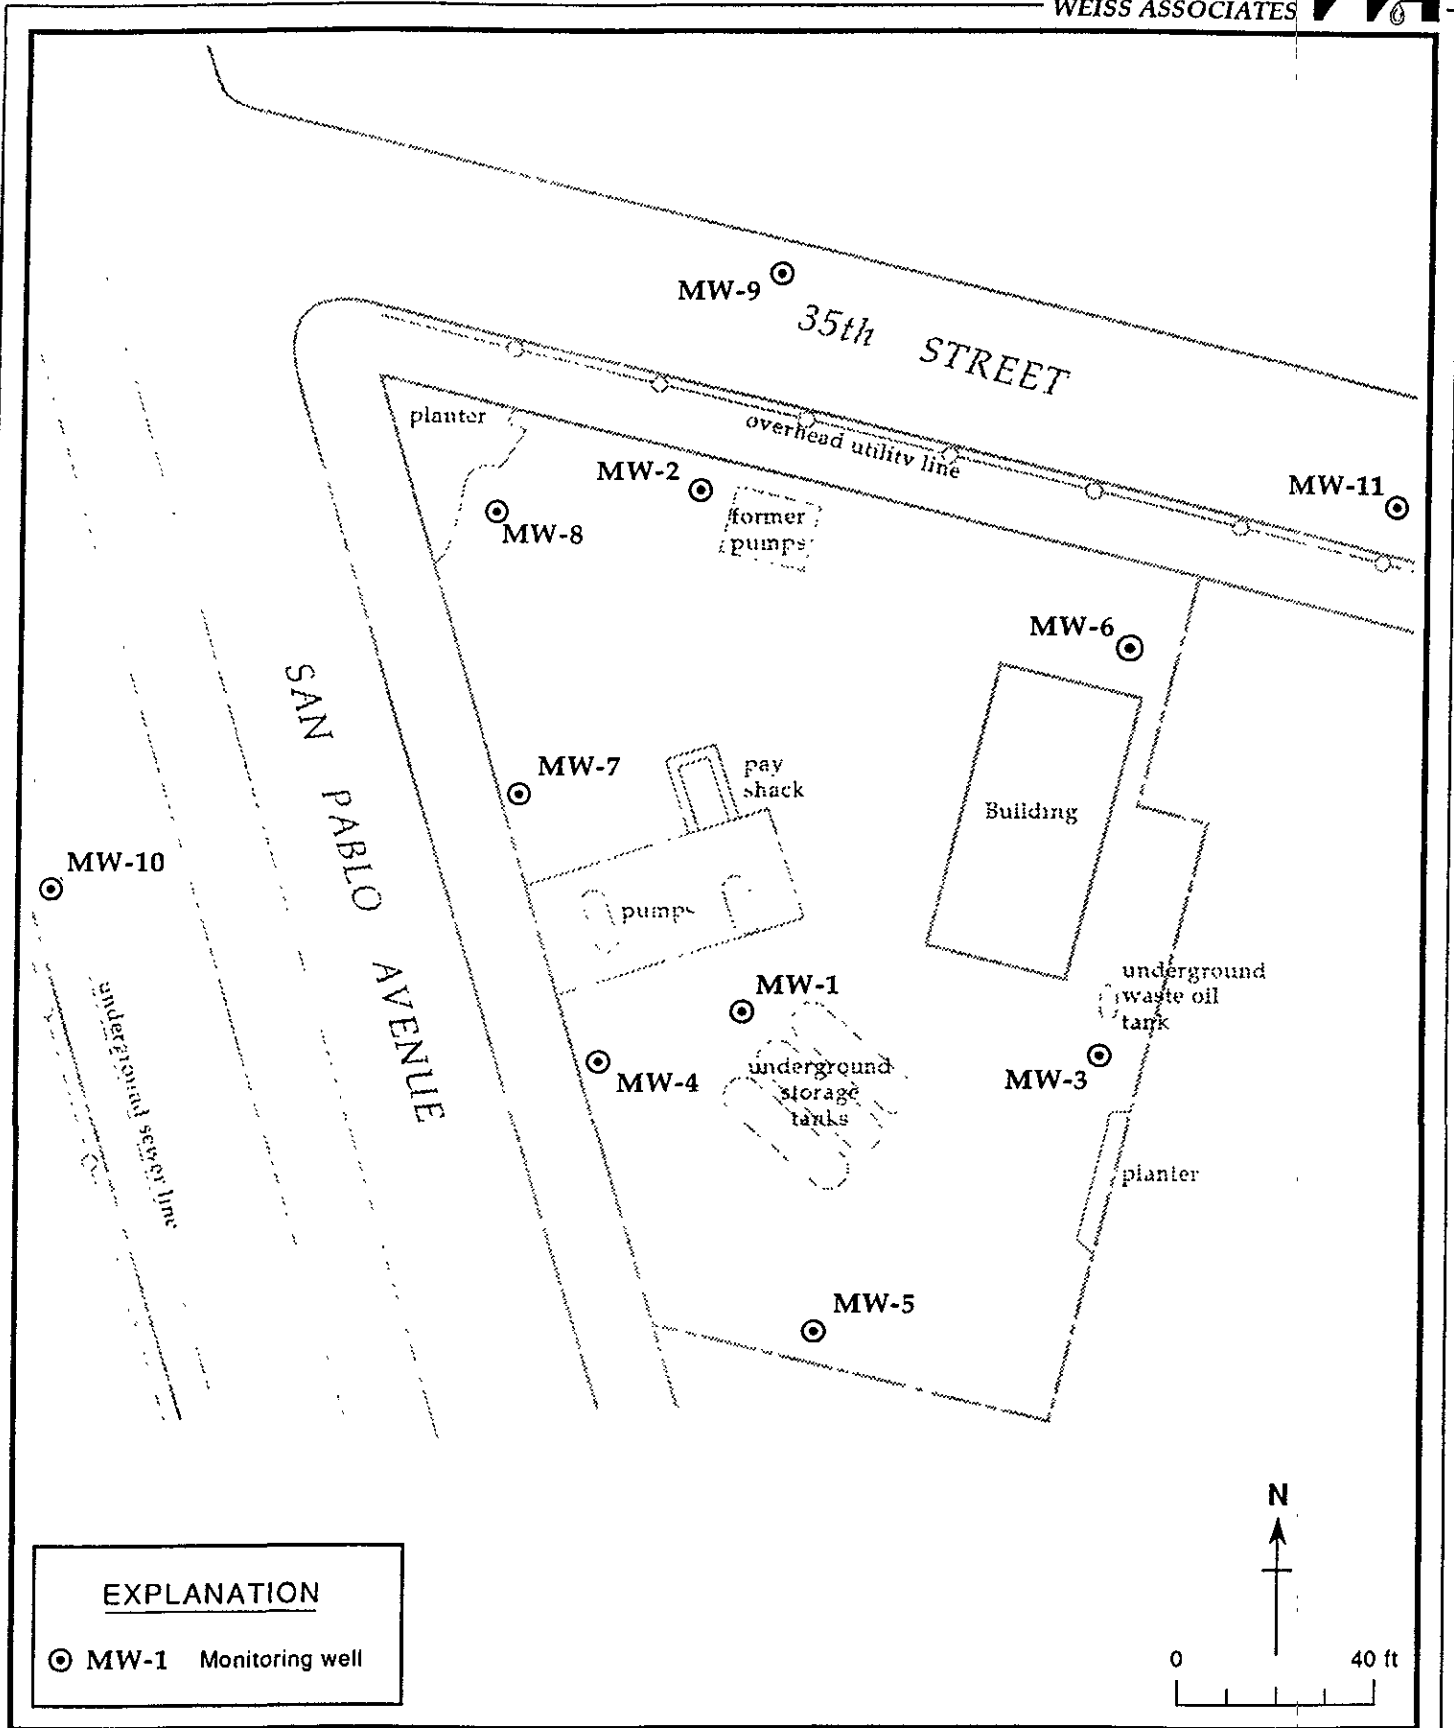 WEISS ASSOCIATES
MW-9
35th STREET
planter
overhead utility line
MW-2
MW-11
former
pumps
MW-8
MW-6
SAN PABLO AVENUE
MW-7
pay
shack
Building
MW-10
pumps
underground
waste oil
tank
MW-1
underground sewer line
underground
storage
tanks
MW-4
MW-3
planter
MW-5
N
EXPLANATION
MW-1 Monitoring well
0 40 ft